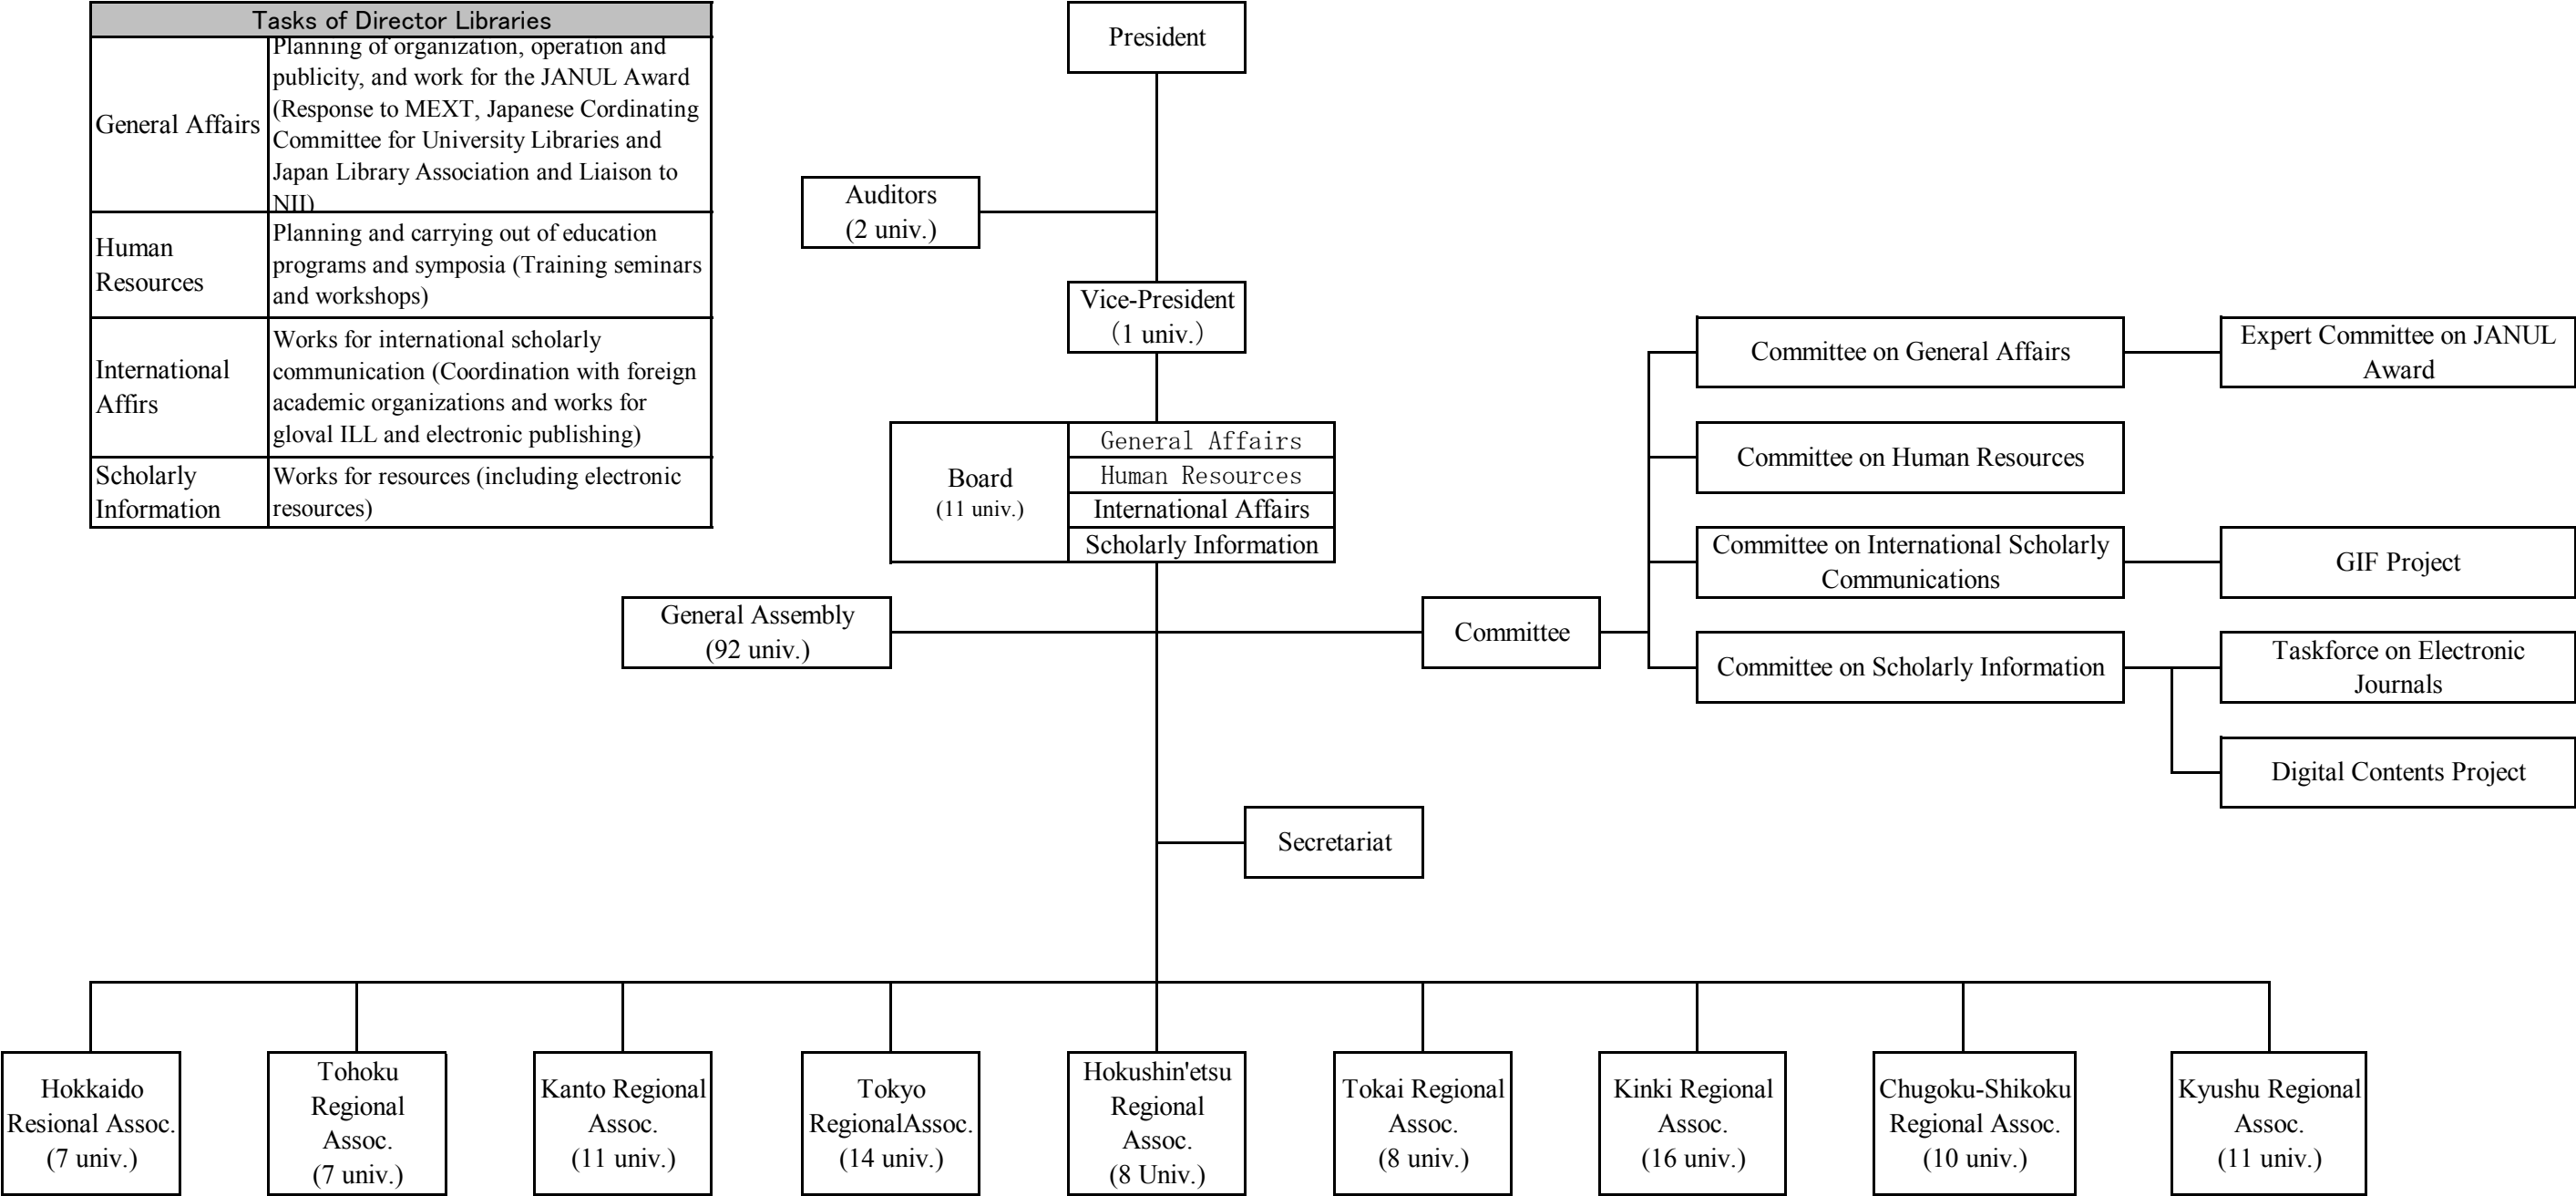 Tasks of Director Libraries
General Affairs
Planning of organization, operation and
publicity, and work for the JANUL Award
(Response to MEXT, Japanese Cordinating
Committee for University Libraries and
Japan Library Association and Liaison to
NII)
Human
Resources
Planning and carrying out of education
programs and symposia (Training seminars
and workshops)
International
Affirs
Works for international scholarly
communication (Coordination with foreign
academic organizations and works for
gloval ILL and electronic publishing)
Scholarly
Information
Works for resources (including electronic
resources)
President
Auditors
(2 univ.)
Vice-President
(1 univ.)
Board
(11 univ.)
General Affairs
Human Resources
International Affairs
Scholarly Information
General Assembly
(92 univ.)
Committee
Committee on General Affairs
Expert Committee on JANUL
Award
Committee on Human Resources
Committee on International Scholarly
Communications
GIF Project
Committee on Scholarly Information
Taskforce on Electronic
Journals
Digital Contents Project
Secretariat
Hokkaido
Resional Assoc.
(7 univ.)
Tohoku
Regional
Assoc.
(7 univ.)
Kanto Regional
Assoc.
(11 univ.)
Tokyo
RegionalAssoc.
(14 univ.)
Hokushin'etsu
Regional
Assoc.
(8 Univ.)
Tokai Regional
Assoc.
(8 univ.)
Kinki Regional
Assoc.
(16 univ.)
Chugoku-Shikoku
Regional Assoc.
(10 univ.)
Kyushu Regional
Assoc.
(11 univ.)